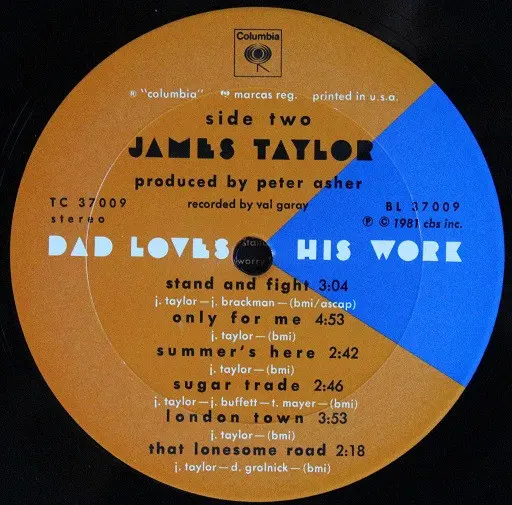 Columbia
® "columbia" ® marcas reg. printed in u.s.a.
side two
JAMES TAYLOR
produced by peter asher
recorded by val garay
TC 37009 BL 37009
stereo ℗ © 1981 cbs inc.
DAD LOVES HIS WORK
stand and fight 3:04
j. taylor—j. brackman—(bmi/ascap)
only for me 4:53
j. taylor—(bmi)
summer's here 2:42
j. taylor—(bmi)
sugar trade 2:46
j. taylor—j. buffett—t. mayer—(bmi)
london town 3:53
j. taylor—(bmi)
that lonesome road 2:18
j. taylor—d. grolnick—(bmi)